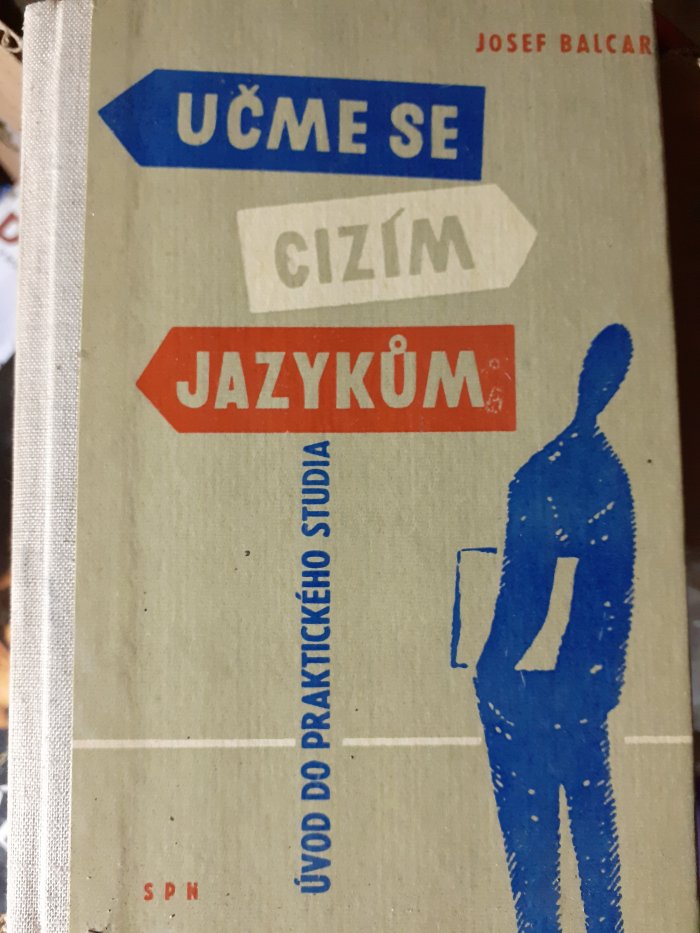 JOSEF BALCAR
UČME SE
CIZÍM
JAZYKŮM
ÚVOD DO PRAKTICKÉHO STUDIA
SPN